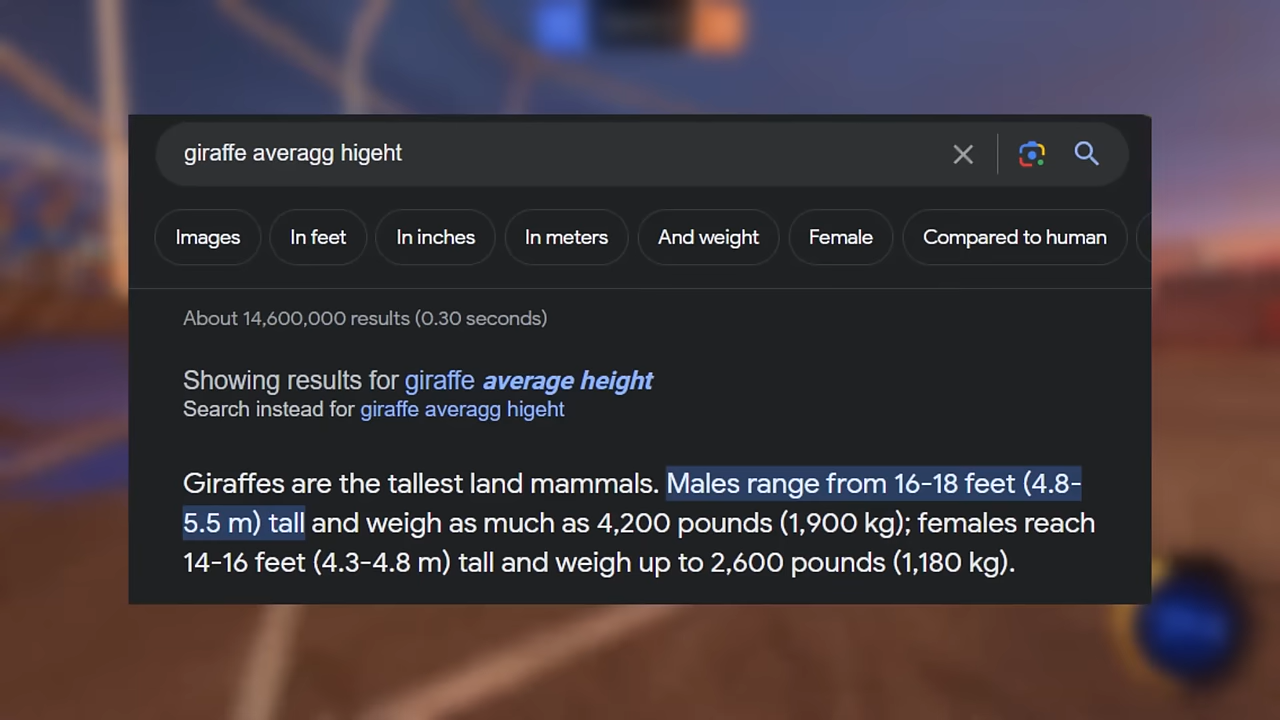 giraffe averagg higeht
Images In feet In inches In meters And weight Female Compared to human
About 14,600,000 results (0.30 seconds)
Showing results for giraffe average height
Search instead for giraffe averagg higeht
Giraffes are the tallest land mammals. Males range from 16-18 feet (4.8-
5.5 m) tall and weigh as much as 4,200 pounds (1,900 kg); females reach
14-16 feet (4.3-4.8 m) tall and weigh up to 2,600 pounds (1,180 kg).